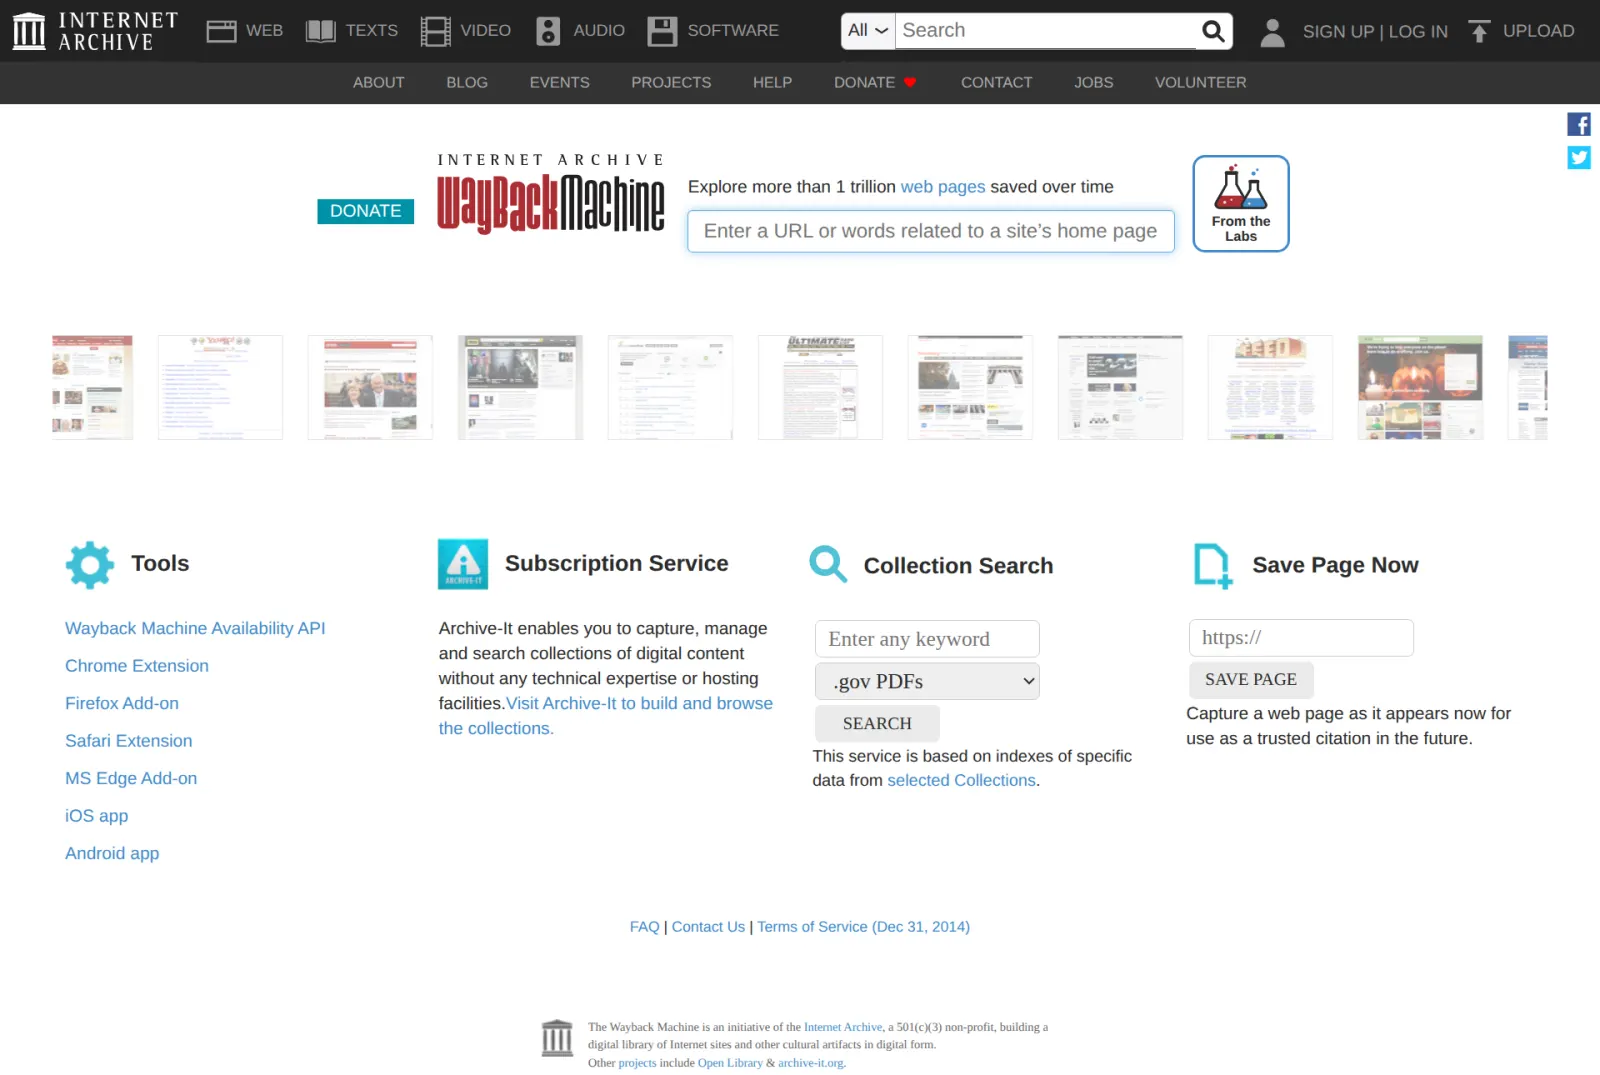 INTERNET ARCHIVE
WEB
TEXTS
VIDEO
AUDIO
SOFTWARE
All
Search
SIGN UP | LOG IN
UPLOAD
ABOUT
BLOG
EVENTS
PROJECTS
HELP
DONATE
CONTACT
JOBS
VOLUNTEER
DONATE
INTERNET ARCHIVE
WayBackMachine
Explore more than 1 trillion web pages saved over time
Enter a URL or words related to a site’s home page
From the
Labs
Tools
Wayback Machine Availability API
Chrome Extension
Firefox Add-on
Safari Extension
MS Edge Add-on
iOS app
Android app
ARCHIVE-IT
Subscription Service
Archive-It enables you to capture, manage
and search collections of digital content
without any technical expertise or hosting
facilities.Visit Archive-It to build and browse
the collections.
Collection Search
Enter any keyword
.gov PDFs
SEARCH
This service is based on indexes of specific
data from selected Collections.
Save Page Now
https://
SAVE PAGE
Capture a web page as it appears now for
use as a trusted citation in the future.
FAQ | Contact Us | Terms of Service (Dec 31, 2014)
The Wayback Machine is an initiative of the Internet Archive, a 501(c)(3) non-profit, building a
digital library of Internet sites and other cultural artifacts in digital form.
Other projects include Open Library & archive-it.org.